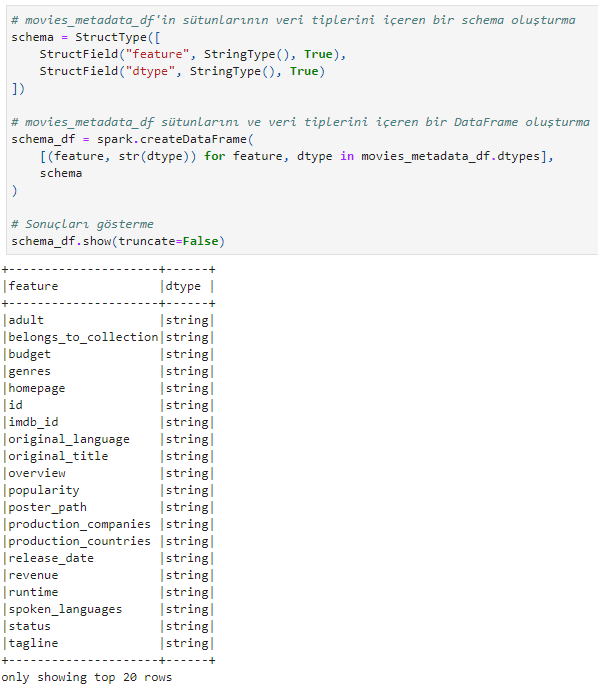 # movies_metadata_df'in sütunlarının veri tiplerini içeren bir schema oluşturma
schema = StructType([
    StructField("feature", StringType(), True),
    StructField("dtype", StringType(), True)
])

# movies_metadata_df sütunlarını ve veri tiplerini içeren bir DataFrame oluşturma
schema_df = spark.createDataFrame(
    [(feature, str(dtype)) for feature, dtype in movies_metadata_df.dtypes],
    schema
)

# Sonuçları gösterme
schema_df.show(truncate=False)
+---------------------+------+
|feature              |dtype |
+---------------------+------+
|adult                |string|
|belongs_to_collection|string|
|budget               |string|
|genres               |string|
|homepage             |string|
|id                   |string|
|imdb_id              |string|
|original_language    |string|
|original_title       |string|
|overview             |string|
|popularity           |string|
|poster_path          |string|
|production_companies |string|
|production_countries |string|
|release_date         |string|
|revenue              |string|
|runtime              |string|
|spoken_languages     |string|
|status               |string|
|tagline              |string|
+---------------------+------+
only showing top 20 rows